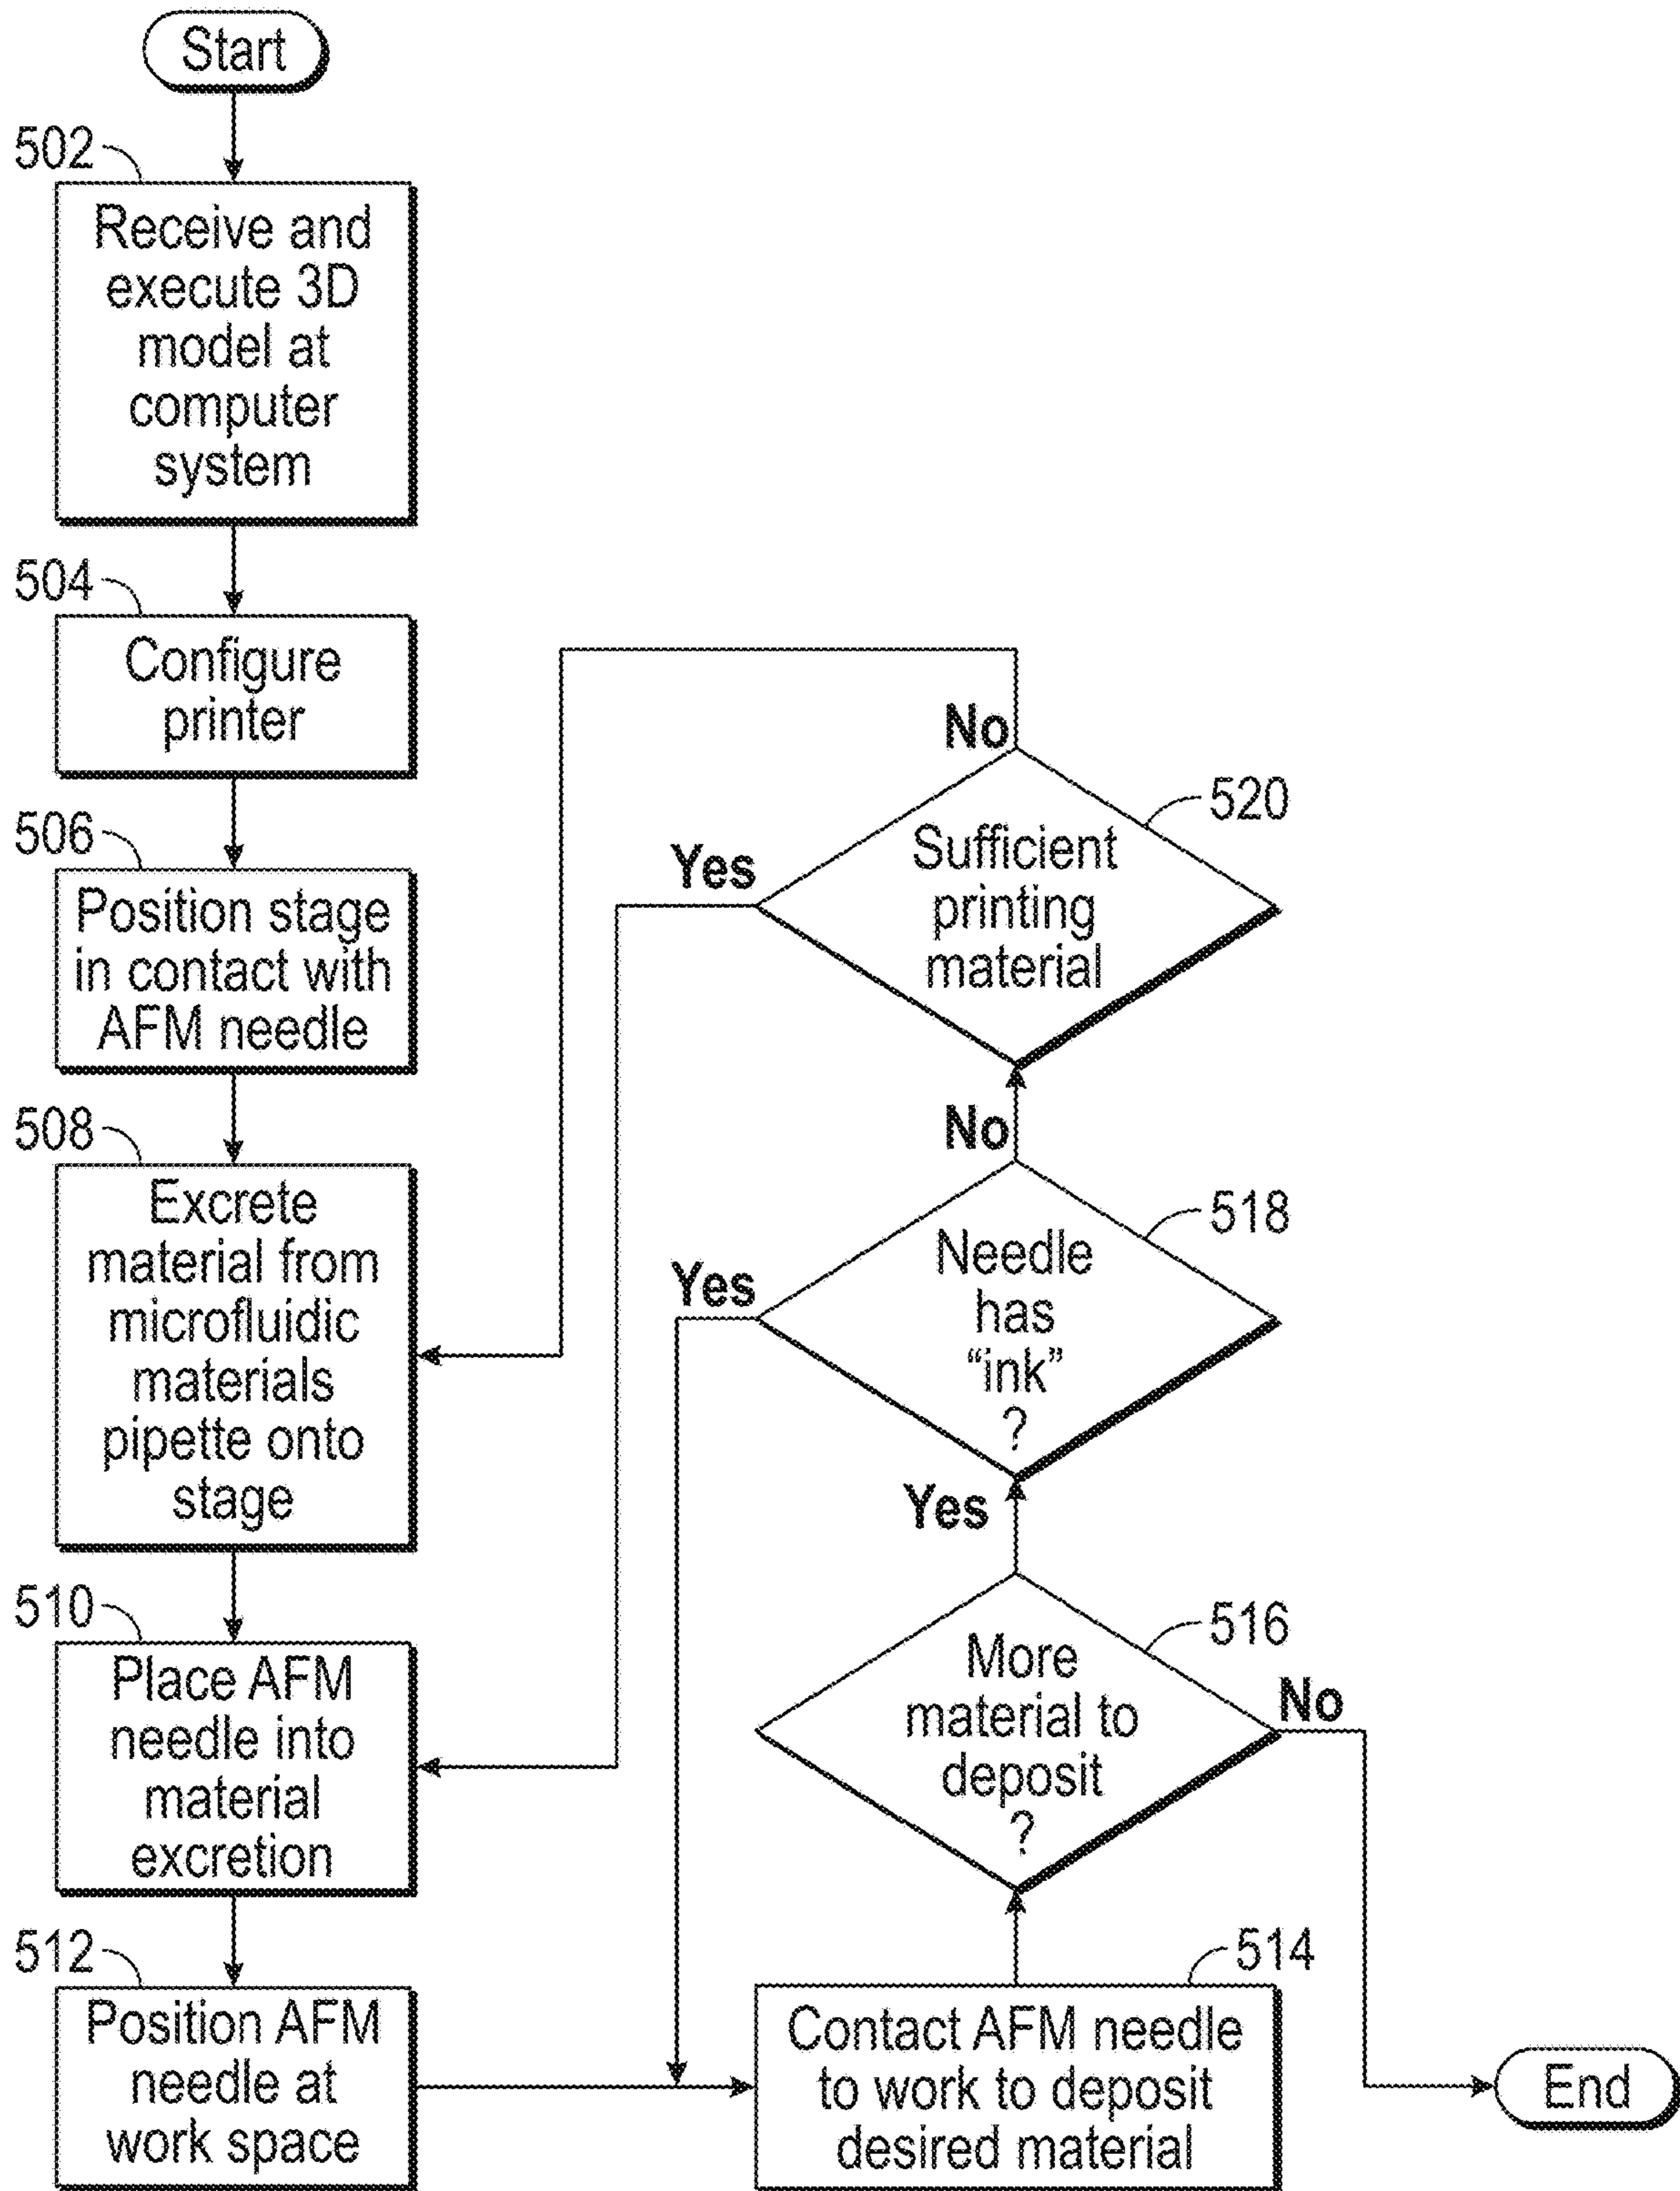 Start
502
Receive and
execute 3D
model at
computer
system
504
Configure
printer
506
Position stage
in contact with
AFM needle
508
Excrete
material from
microfluidic
materials
pipette onto
stage
510
Place AFM
needle into
material
excretion
512
Position AFM
needle at
work space
514
Contact AFM needle
to work to deposit
desired material
516
More
material to
deposit
?
No
Yes
518
Needle
has
“ink”
?
Yes
No
520
Sufficient
printing
material
Yes
No
End